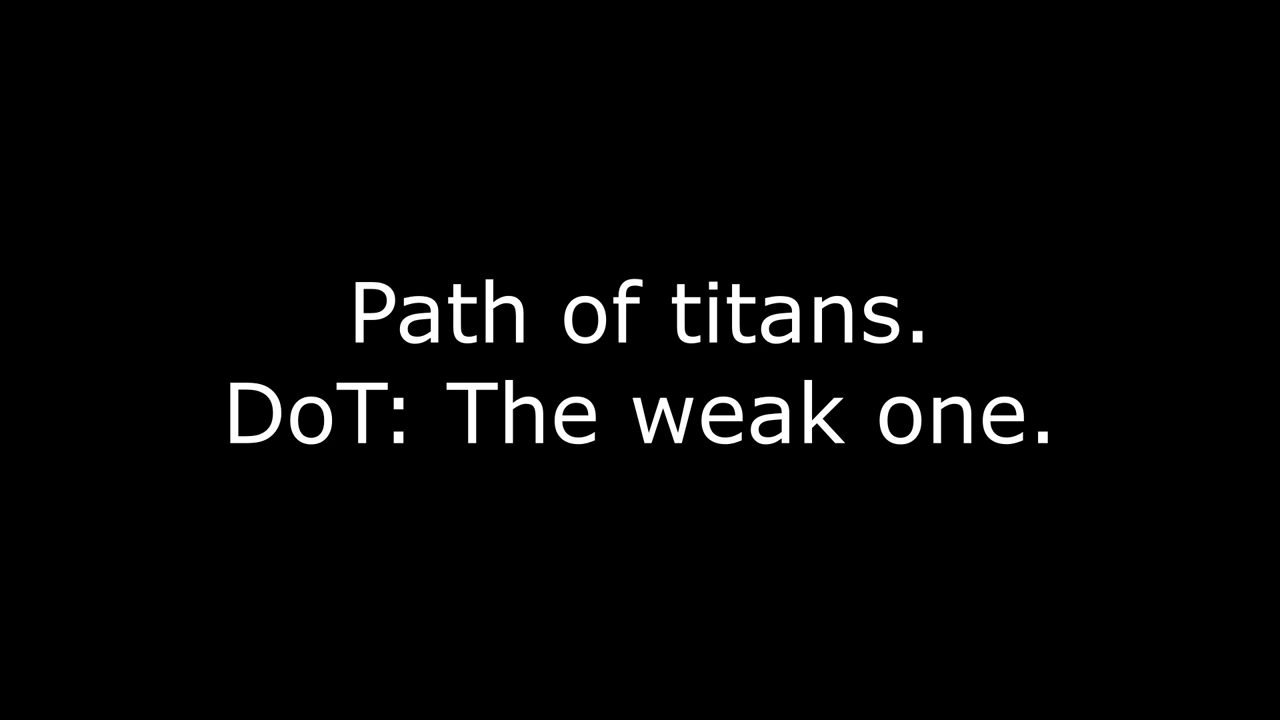 Path of titans.
DoT: The weak one.